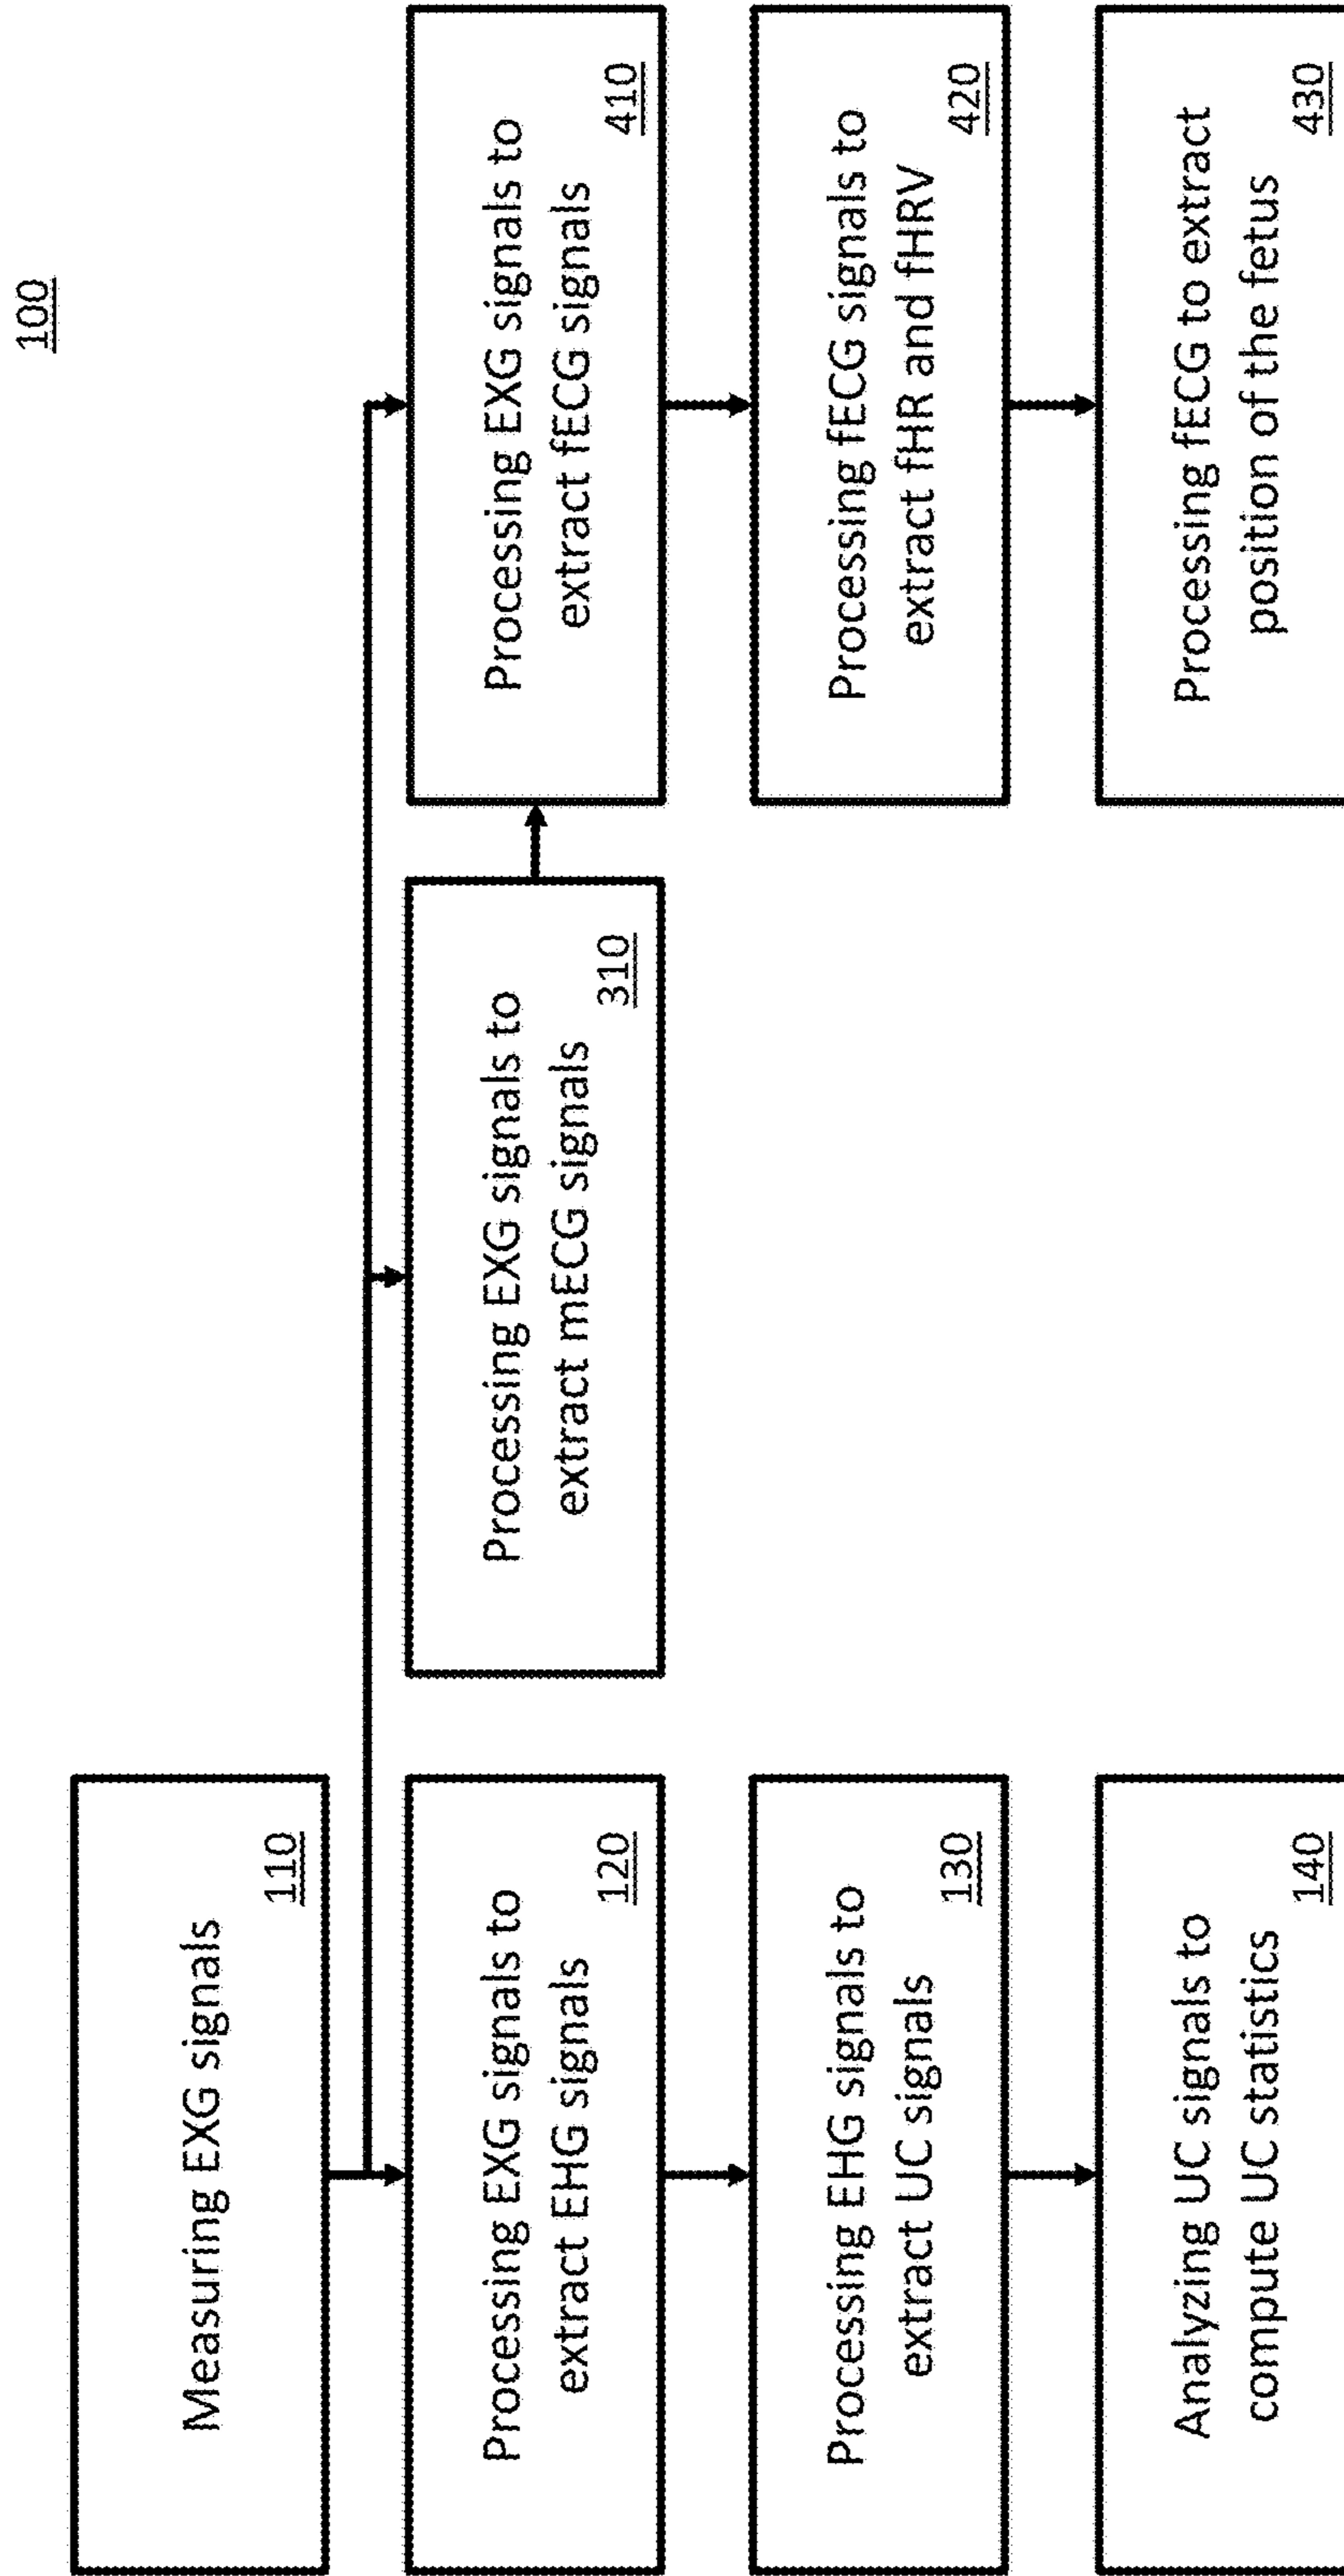 100
Measuring EXG signals
110
Processing EXG signals to
extract EHG signals
120
Processing EXG signals to
extract mECG signals
310
Processing EXG signals to
extract fECG signals
410
Processing EHG signals to
extract UC signals
130
Processing fECG signals to
extract fHR and fHRV
420
Analyzing UC signals to
compute UC statistics
140
Processing fECG to extract
position of the fetus
430